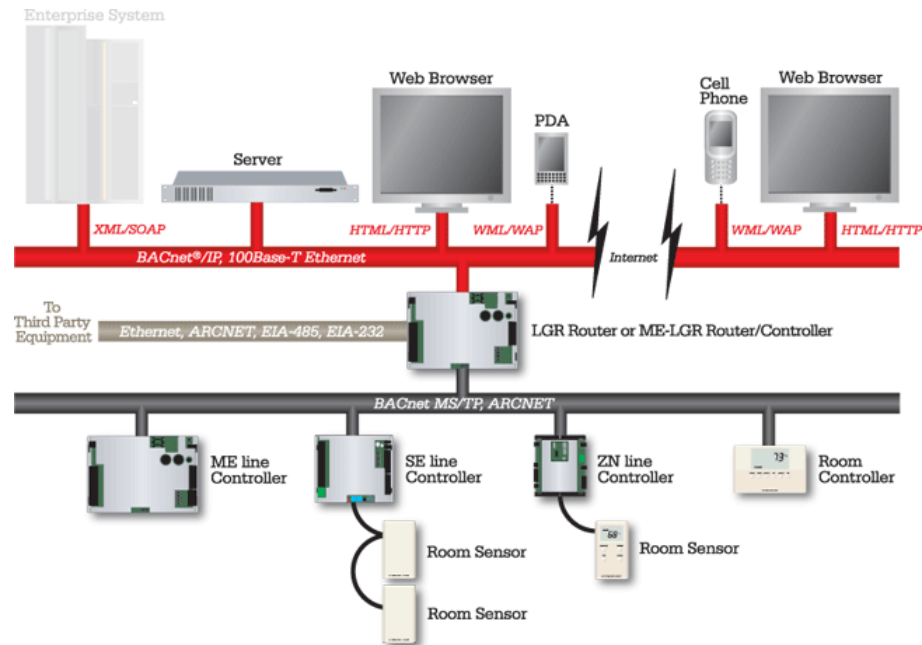 Enterprise System
Web Browser
Cell
Phone
Web Browser
PDA
Server
XML/SOAP
HTML/HTTP
WML/WAP
WML/WAP
HTML/HTTP
BACnet®/IP, 100Base-T Ethernet
Internet
To
Third Party
Equipment
Ethernet, ARCNET, EIA-485, EIA-232
LGR Router or ME-LGR Router/Controller
BACnet MS/TP, ARCNET
ME line
Controller
SE line
Controller
ZN line
Controller
73
Room
Controller
Room Sensor
68
Room Sensor
Room Sensor